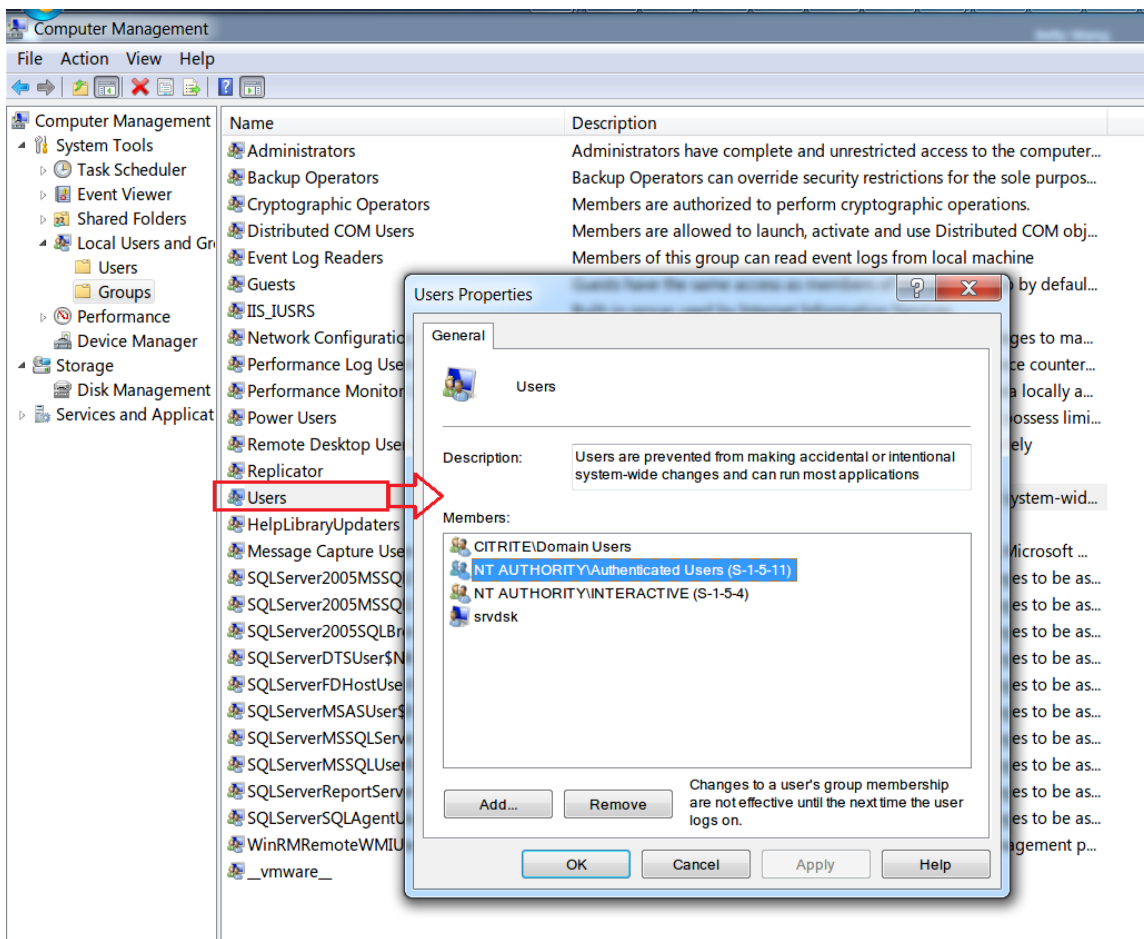 Computer Management
File Action View Help
Computer Management
System Tools
Task Scheduler
Event Viewer
Shared Folders
Local Users and Gr
Users
Groups
Performance
Device Manager
Storage
Disk Management
Services and Applicat
Name Description
Administrators Administrators have complete and unrestricted access to the computer...
Backup Operators Backup Operators can override security restrictions for the sole purpos...
Cryptographic Operators Members are authorized to perform cryptographic operations.
Distributed COM Users Members are allowed to launch, activate and use Distributed COM obj...
Event Log Readers Members of this group can read event logs from local machine
Guests by defaul...
IIS_IUSRS
Network Configuratio ges to ma...
Performance Log Use ce counter...
Performance Monitor a locally a...
Power Users possess limi...
Remote Desktop User ely
Replicator
Users ystem-wid...
HelpLibraryUpdaters
Message Capture Use Microsoft ...
SQLServer2005MSSQ es to be as...
SQLServer2005MSSQ es to be as...
SQLServer2005SQLBr es to be as...
SQLServerDTSUser$N es to be as...
SQLServerFDHostUse es to be as...
SQLServerMSASUser$ es to be as...
SQLServerMSSQLServ es to be as...
SQLServerMSSQLUser es to be as...
SQLServerReportServ es to be as...
SQLServerSQLAgentU es to be as...
WinRMRemoteWMIU agement p...
__vmware__
Users Properties
General
Users
Description: Users are prevented from making accidental or intentional
system-wide changes and can run most applications
Members:
CITRITE\Domain Users
NT AUTHORITY\Authenticated Users (S-1-5-11)
NT AUTHORITY\INTERACTIVE (S-1-5-4)
srvdsk
Add... Remove
Changes to a user's group membership
are not effective until the next time the user
logs on.
OK Cancel Apply Help